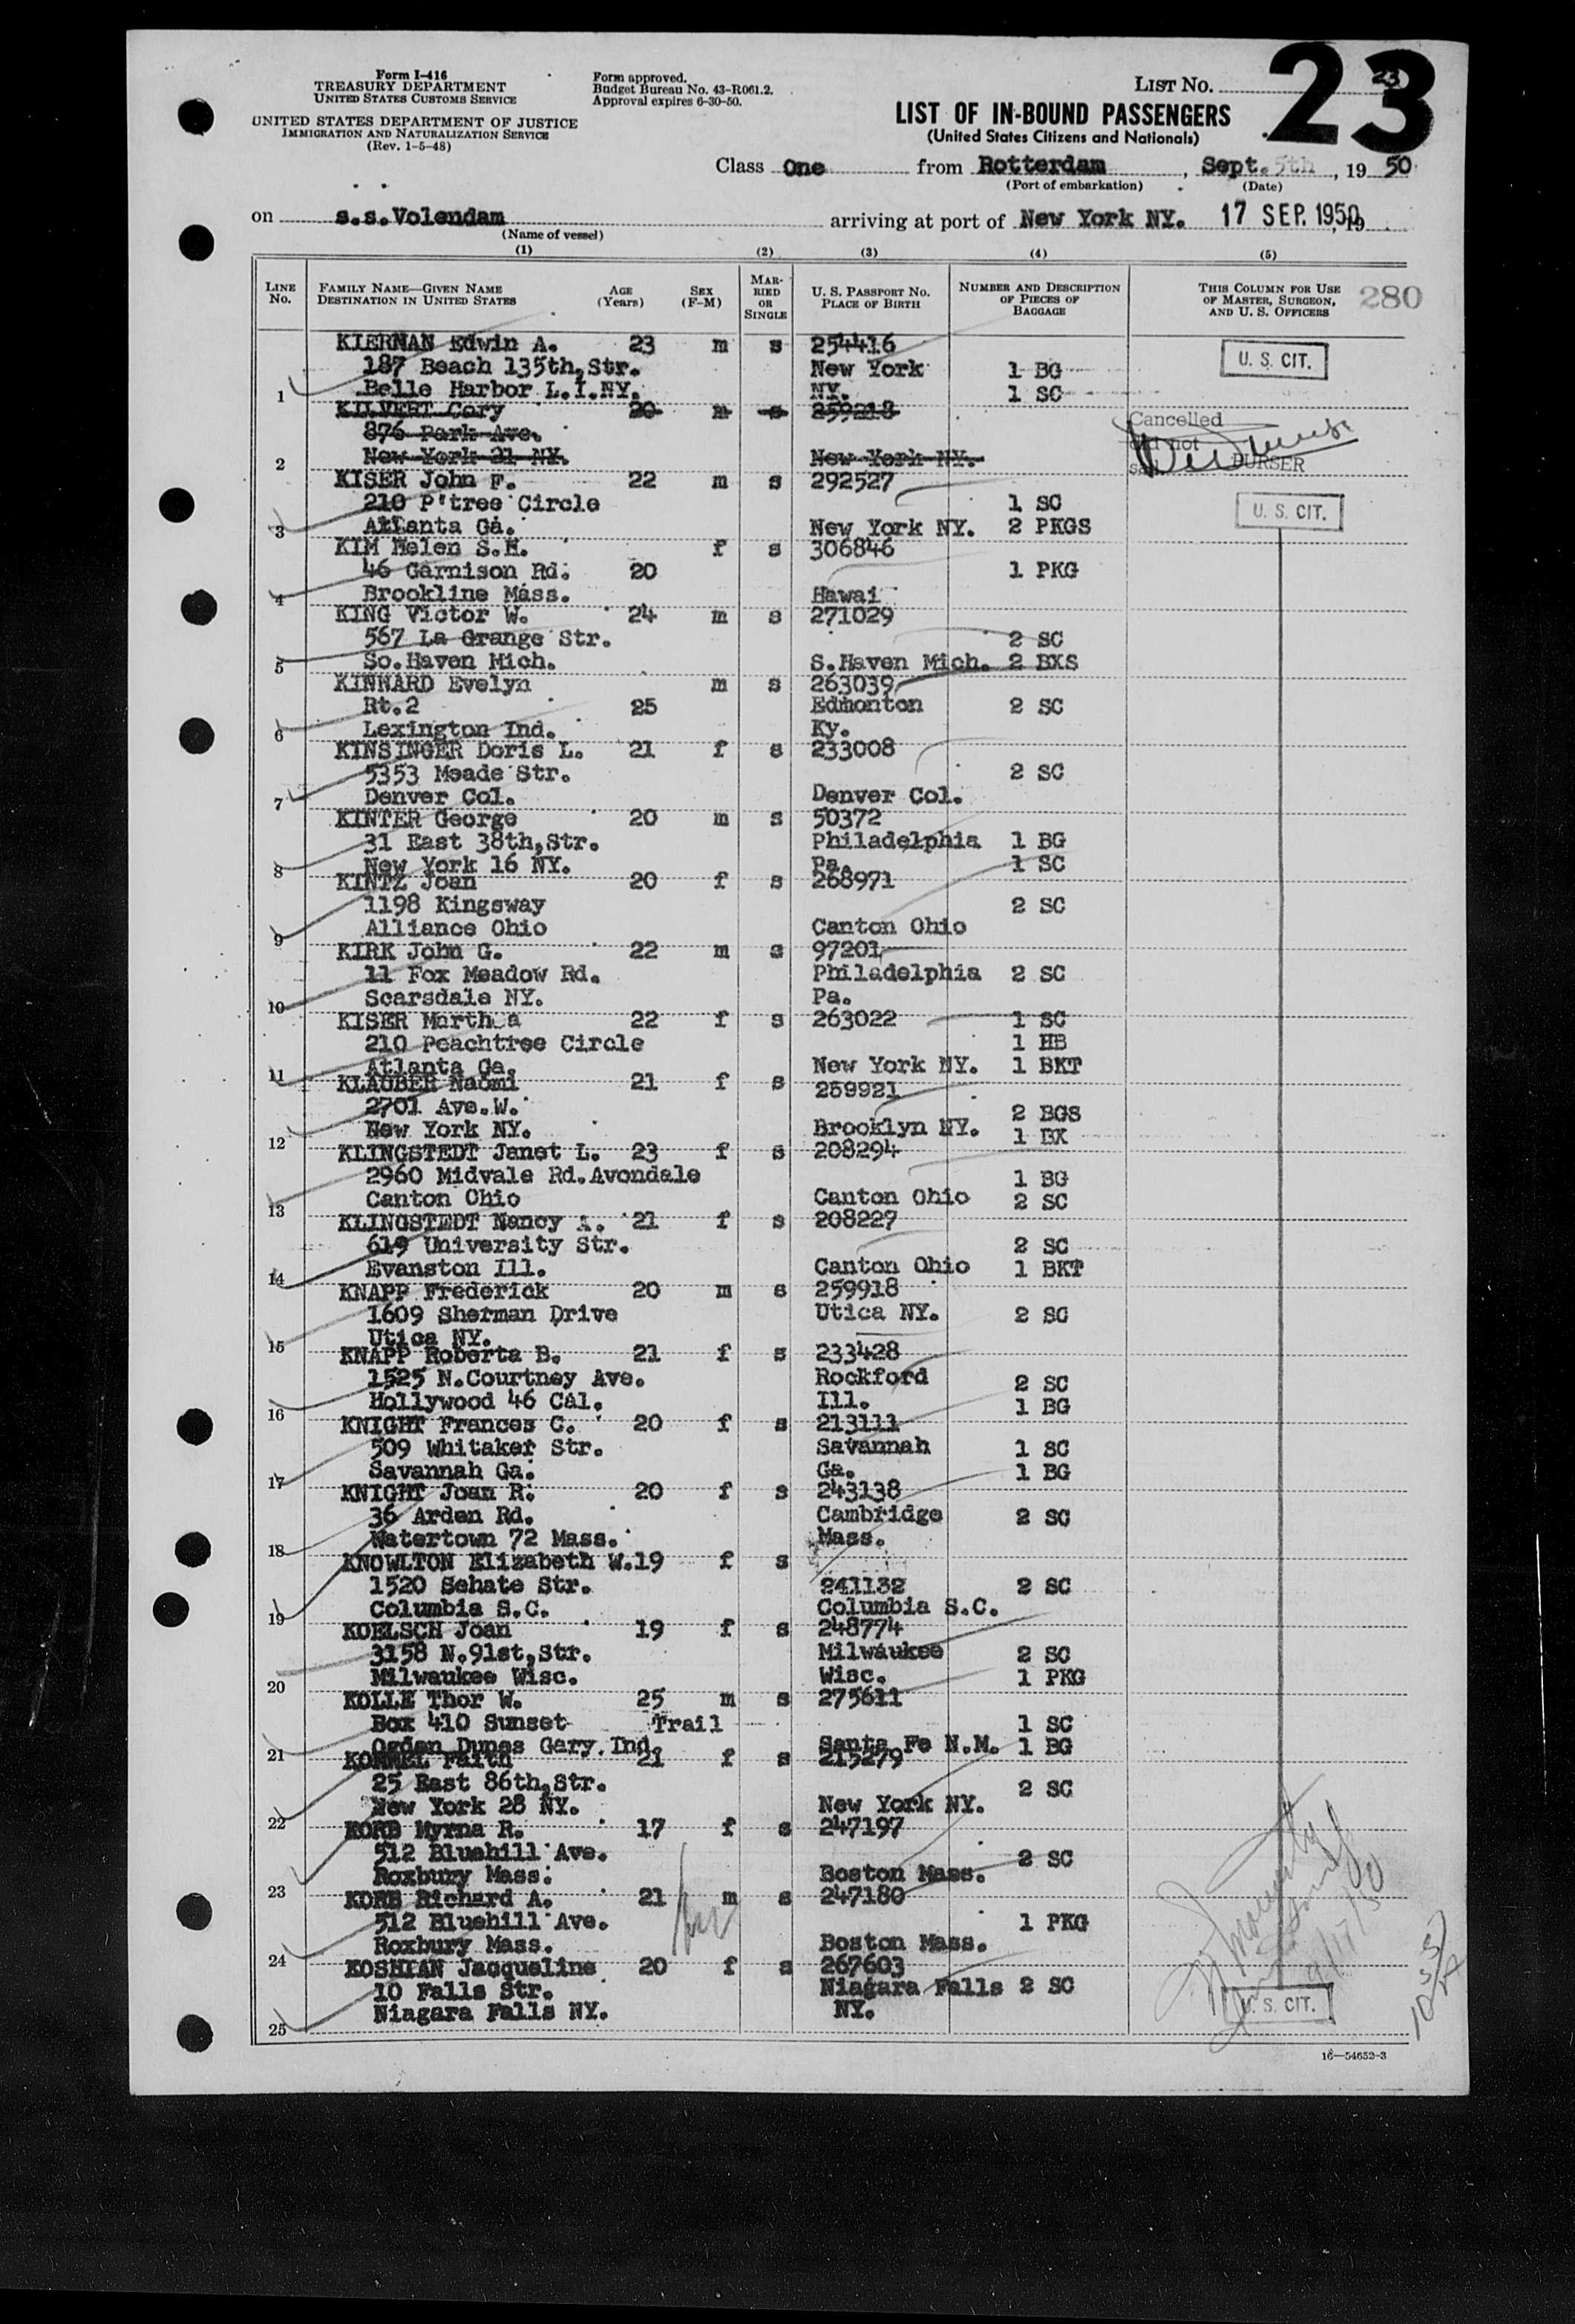 Form I-416
TREASURY DEPARTMENT
UNITED STATES CUSTOMS SERVICE
UNITED STATES DEPARTMENT OF JUSTICE
IMMIGRATION AND NATURALIZATION SERVICE
(Rev. 1-5-48)
Form approved.
Budget Bureau No. 43-R061.2.
Approval expires 6-30-50.
LIST No. 23
23
LIST OF IN-BOUND PASSENGERS
(United States Citizens and Nationals)
Class One from Rotterdam, Sept. 5th, 19 50
(Port of embarkation) (Date)
on s.s.Volendam arriving at port of New York NY. 17 SEP. 1950, 19
(Name of vessel)
(1) (2) (3) (4) (5)
LINE No. FAMILY NAME—GIVEN NAME DESTINATION IN UNITED STATES AGE (Years) SEX (F-M) MARRIED OR SINGLE U. S. PASSPORT No. PLACE OF BIRTH NUMBER AND DESCRIPTION OF PIECES OF BAGGAGE THIS COLUMN FOR USE OF MASTER, SURGEON, AND U. S. OFFICERS 280
KIERNAN Edwin A. 23 m s 254416 U. S. CIT.
187 Beach 135th,Str. New York 1 BG
1 Belle Harbor L.I.NY. NY. 1 SC
KILVERT Cory 20 m s 259218 Cancelled
876 Park Ave. did not
2 New York 21 NY. New York NY. PURSER
KISER John F. 22 m s 292527
210 P'tree Circle 1 SC U. S. CIT.
3 Atlanta Ga. New York NY. 2 PKGS
KIM Helen S.H. f s 306846
46 Garnison Rd. 20 1 PKG
4 Brookline Mass. Hawai
KING Victor W. 24 m s 271029
567 La Grange Str. 2 SC
5 So.Haven Mich. S.Haven Mich. 2 BXS
KINNARD Evelyn m s 263039
Rt.2 25 Edmonton 2 SC
6 Lexington Ind. Ky.
KINSINGER Doris L. 21 f s 233008
5353 Meade Str. 2 SC
7 Denver Col. Denver Col.
KINTER George 20 m s 50372
31 East 38th,Str. Philadelphia 1 BG
8 New York 16 NY. Pa. 1 SC
KINTZ Joan 20 f s 268971
1198 Kingsway 2 SC
9 Alliance Ohio Canton Ohio
KIRK John G. 22 m s 97201
11 Fox Meadow Rd. Philadelphia 2 SC
10 Scarsdale NY. Pa.
KISER Martha 22 f s 263022 1 SC
210 Peachtree Circle 1 HB
11 Atlanta Ga. New York NY. 1 BKT
KLAUBER Naomi 21 f s 259921
2701 Ave.W. 2 BGS
12 New York NY. Brooklyn NY. 1 BX
KLINGSTEDT Janet L. 23 f s 208294
2960 Midvale Rd.Avondale 1 BG
13 Canton Ohio Canton Ohio 2 SC
KLINGSTEDT Nancy A. 21 f s 208227
619 University Str. 2 SC
14 Evanston Ill. Canton Ohio 1 BKT
KNAPP Frederick 20 m s 259918
1609 Sherman Drive Utica NY. 2 SC
15 Utica NY.
KNAPP Roberta B. 21 f s 233428
1525 N.Courtney Ave. Rockford 2 SC
16 Hollywood 46 Cal. Ill. 1 BG
KNIGHT Frances C. 20 f s 213111
509 Whitaker Str. Savannah 1 SC
17 Savannah Ga. Ga. 1 BG
KNIGHT Joan R. 20 f s 243138
36 Arden Rd. Cambridge 2 SC
18 Watertown 72 Mass. Mass.
KNOWLTON Elizabeth W.19 f s
1520 Sehate Str. 241132 2 SC
19 Columbia S.C. Columbia S.C.
KOELSCH Joan 19 f s 248774
3158 N.91st,Str. Milwaukee 2 SC
20 Milwaukee Wisc. Wisc. 1 PKG
KOLLE Thor W. 25 m s 275611
Box 410 Sunset Trail 1 SC
21 Ogden Dunes Gary.Ind. Santa Fe N.M. 1 BG
KOMMEL Faith 21 f s 215279
25 East 86th,Str. 2 SC
22 New York 28 NY. New York NY.
KORB Myrna R. 17 f s 247197
512 Bluehill Ave. 2 SC
23 Roxbury Mass. Boston Mass.
KORB Richard A. 21 m s 247180
512 Bluehill Ave. 1 PKG
24 Roxbury Mass. Boston Mass.
KOSHIAN Jacqueline 20 f s 267603
10 Falls Str. Niagara Falls 2 SC
25 Niagara Falls NY. NY. U. S. CIT.
9/17/50
16—54652-3